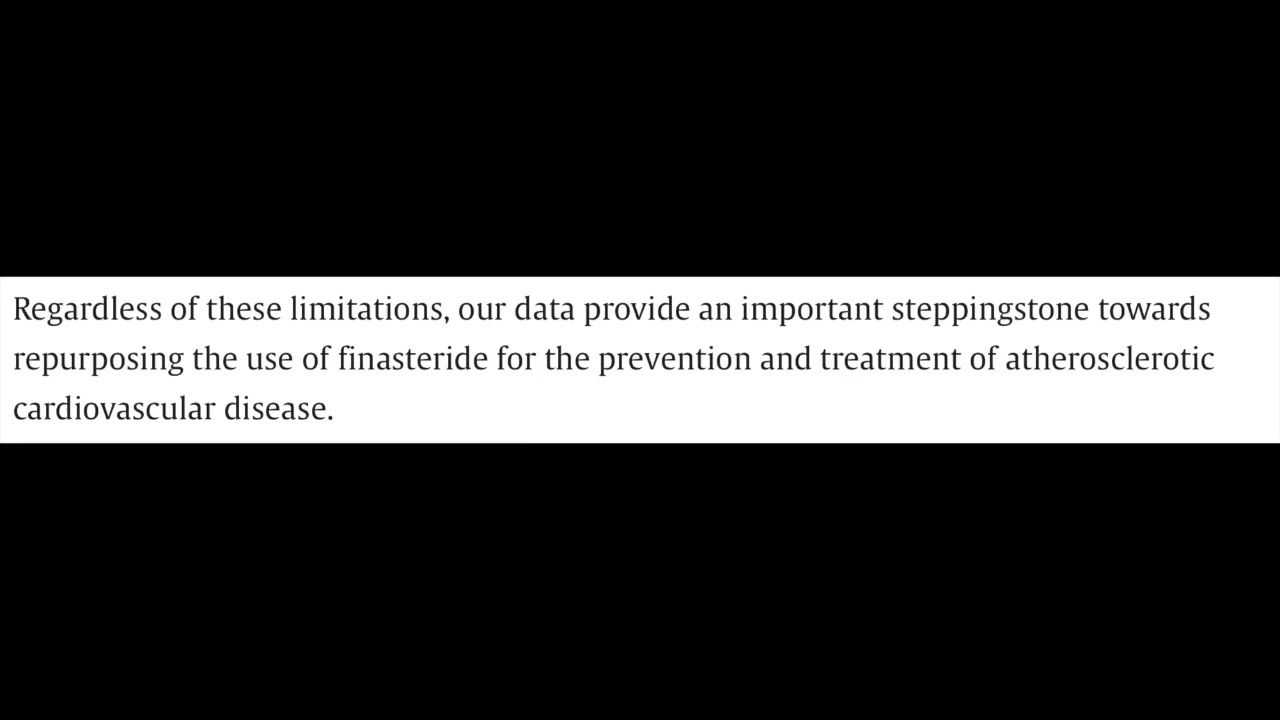 Regardless of these limitations, our data provide an important steppingstone towards
repurposing the use of finasteride for the prevention and treatment of atherosclerotic
cardiovascular disease.